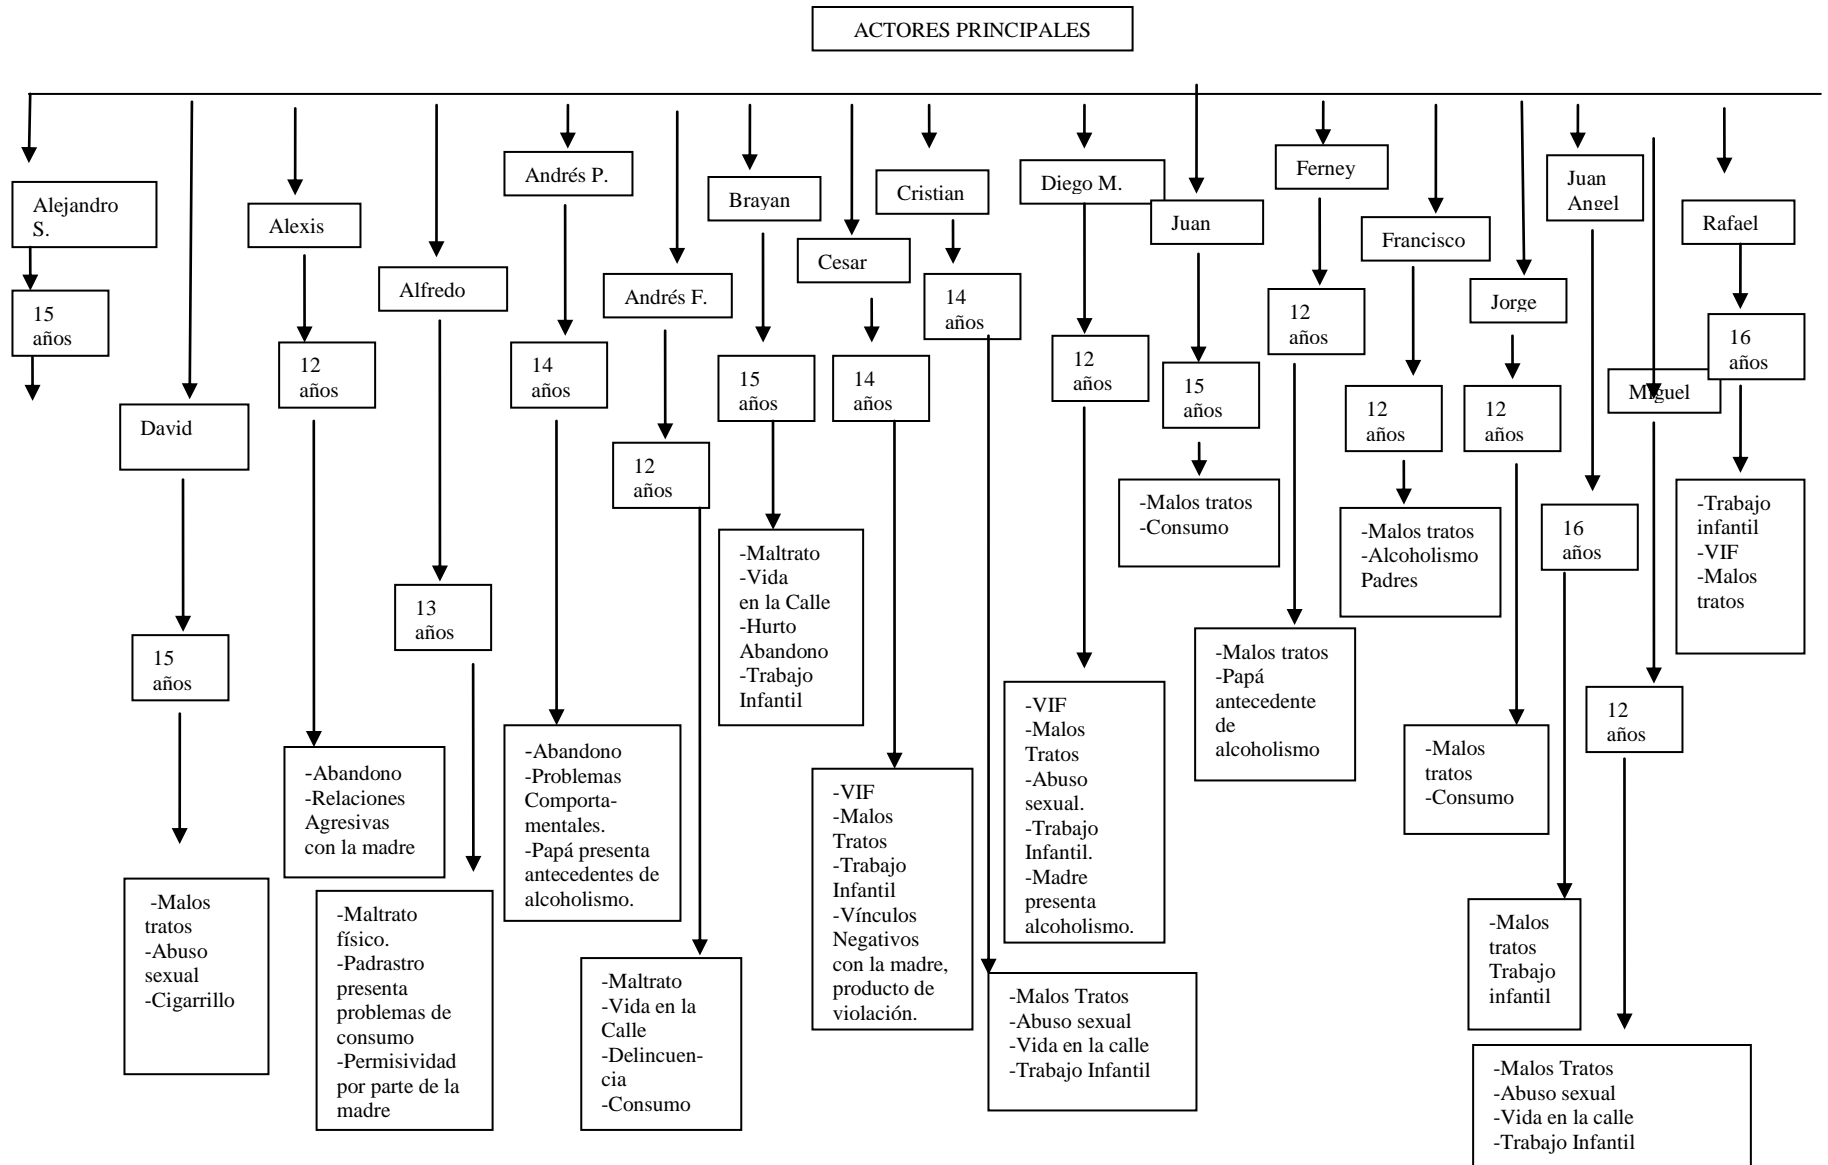 ACTORES PRINCIPALES
Alejandro
S.
15
años
David
15
años
-Malos
tratos
-Abuso
sexual
-Cigarrillo
Alexis
12
años
-Abandono
-Relaciones
Agresivas
con la madre
Alfredo
13
años
-Maltrato
físico.
-Padrastro
presenta
problemas de
consumo
-Permisividad
por parte de la
madre
Andrés P.
14
años
-Abandono
-Problemas
Comporta-
mentales.
-Papá presenta
antecedentes de
alcoholismo.
Andrés F.
12
años
-Maltrato
-Vida en la
Calle
-Delincuen-
cia
-Consumo
Brayan
15
años
-Maltrato
-Vida
en la Calle
-Hurto
Abandono
-Trabajo
Infantil
Cesar
14
años
-VIF
-Malos
Tratos
-Trabajo
Infantil
-Vínculos
Negativos
con la madre,
producto de
violación.
Cristian
14
años
-Malos Tratos
-Abuso sexual
-Vida en la calle
-Trabajo Infantil
Diego M.
12
años
-VIF
-Malos
Tratos
-Abuso
sexual.
-Trabajo
Infantil.
-Madre
presenta
alcoholismo.
Juan
15
años
-Malos tratos
-Consumo
Ferney
12
años
-Malos tratos
-Papá
antecedente
de
alcoholismo
Francisco
12
años
-Malos tratos
-Alcoholismo
Padres
Jorge
12
años
-Malos
tratos
-Consumo
Juan
Angel
16
años
-Malos
tratos
Trabajo
infantil
Miguel
12
años
-Malos Tratos
-Abuso sexual
-Vida en la calle
-Trabajo Infantil
Rafael
16
años
-Trabajo
infantil
-VIF
-Malos
tratos